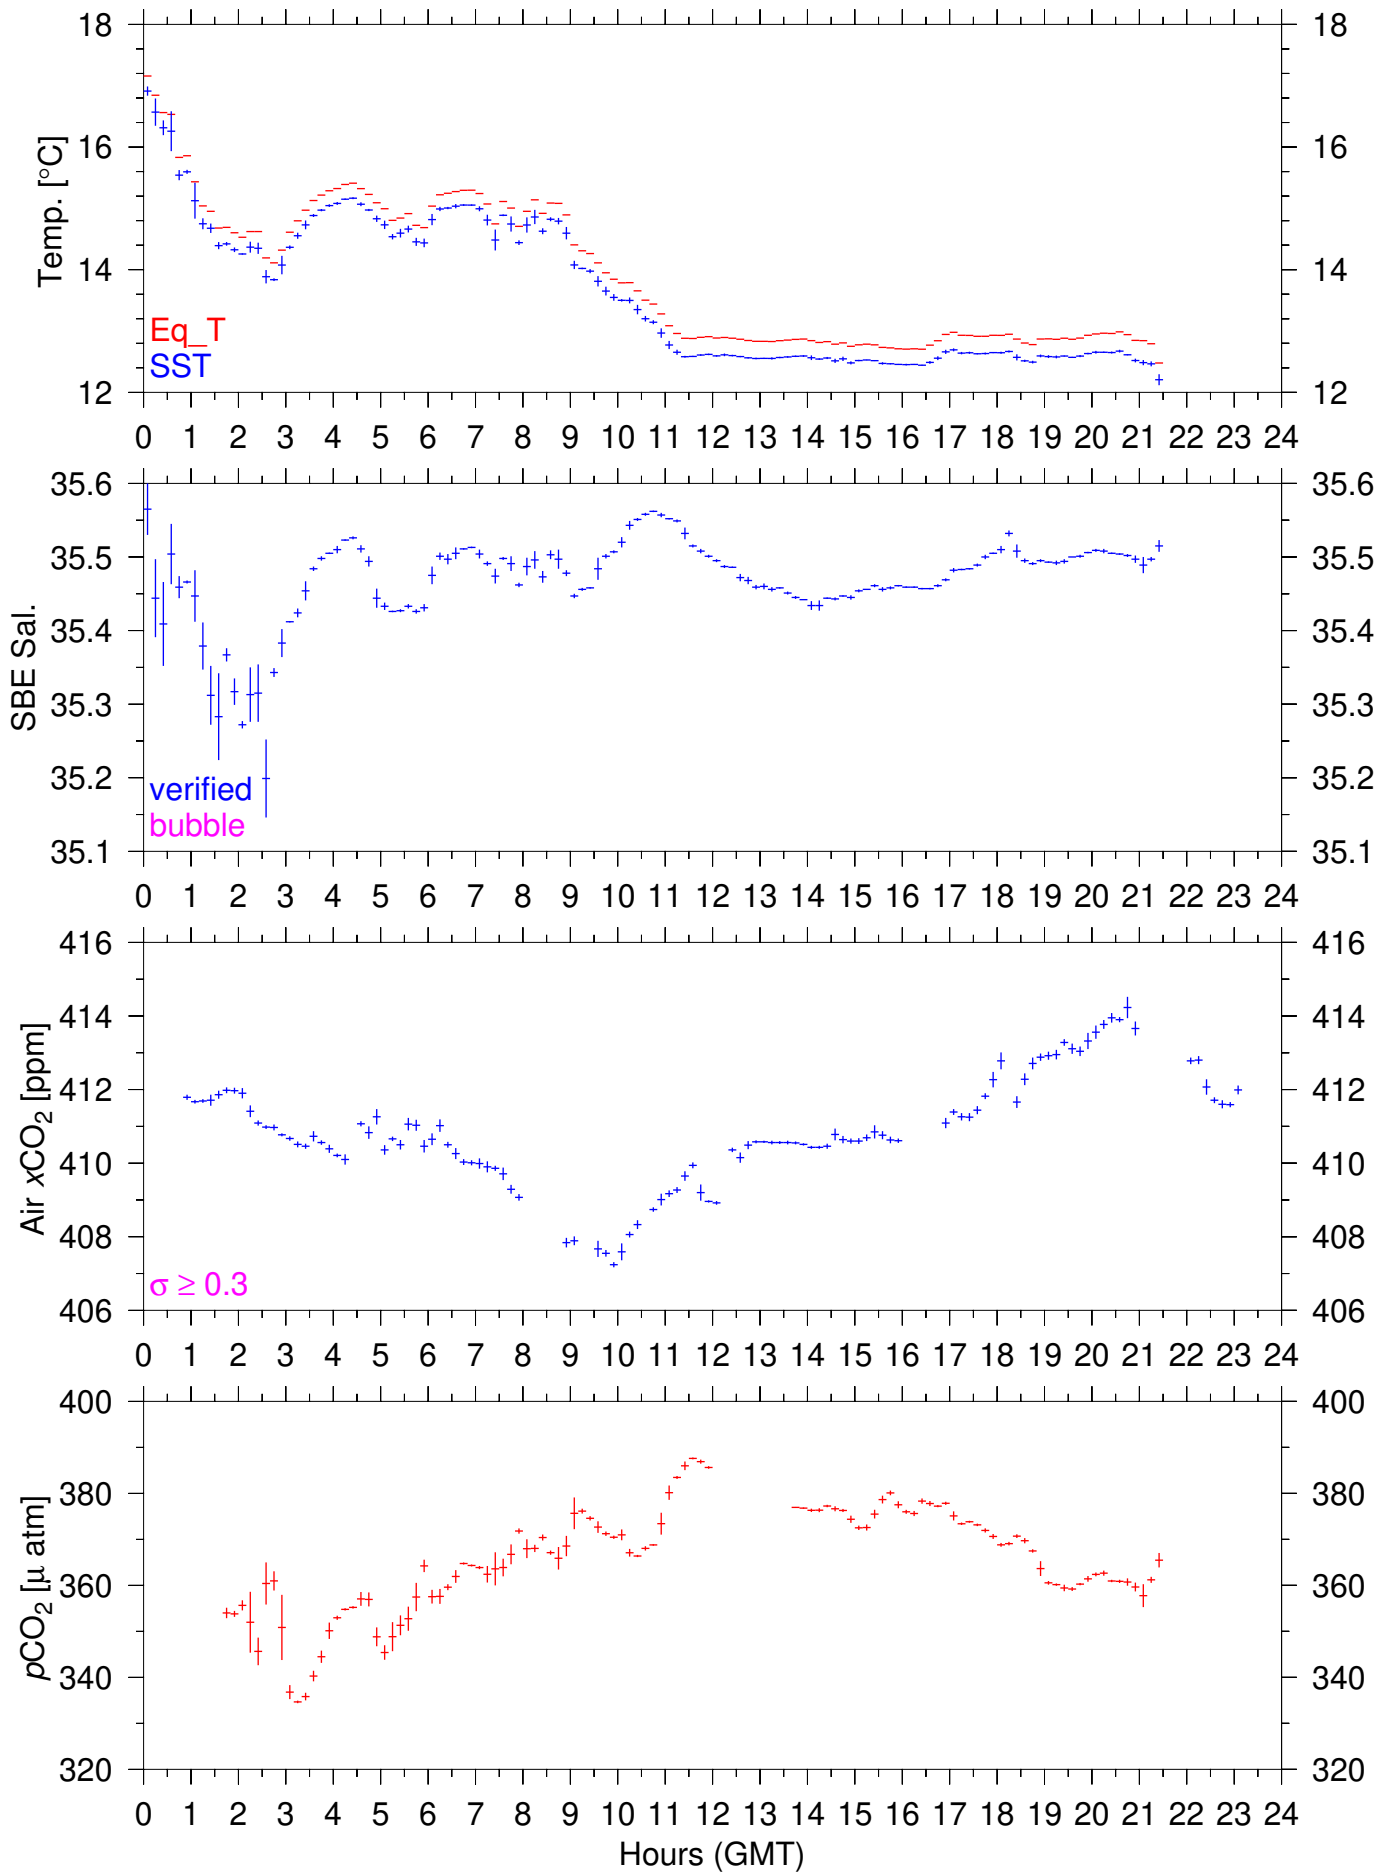 18 18
16 16
14 14
12 12
Temp. [°C]
Eq_T
SST
0 1 2 3 4 5 6 7 8 9 10 11 12 13 14 15 16 17 18 19 20 21 22 23 24
35.6 35.6
35.5 35.5
35.4 35.4
35.3 35.3
35.2 35.2
35.1 35.1
SBE Sal.
verified
bubble
0 1 2 3 4 5 6 7 8 9 10 11 12 13 14 15 16 17 18 19 20 21 22 23 24
416 416
414 414
412 412
410 410
408 408
406 406
Air xCO₂ [ppm]
σ ≥ 0.3
0 1 2 3 4 5 6 7 8 9 10 11 12 13 14 15 16 17 18 19 20 21 22 23 24
400 400
380 380
360 360
340 340
320 320
pCO₂ [μ atm]
0 1 2 3 4 5 6 7 8 9 10 11 12 13 14 15 16 17 18 19 20 21 22 23 24
Hours (GMT)